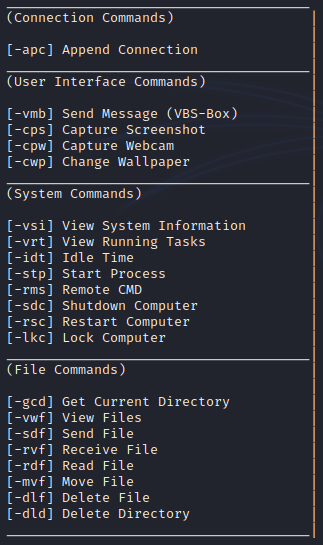 (Connection Commands)
[-apc] Append Connection
(User Interface Commands)
[-vmb] Send Message (VBS-Box)
[-cps] Capture Screenshot
[-cpw] Capture Webcam
[-cwp] Change Wallpaper
(System Commands)
[-vsi] View System Information
[-vrt] View Running Tasks
[-idt] Idle Time
[-stp] Start Process
[-rms] Remote CMD
[-sdc] Shutdown Computer
[-rsc] Restart Computer
[-lkc] Lock Computer
(File Commands)
[-gcd] Get Current Directory
[-vwf] View Files
[-sdf] Send File
[-rvf] Receive File
[-rdf] Read File
[-mvf] Move File
[-dlf] Delete File
[-dld] Delete Directory